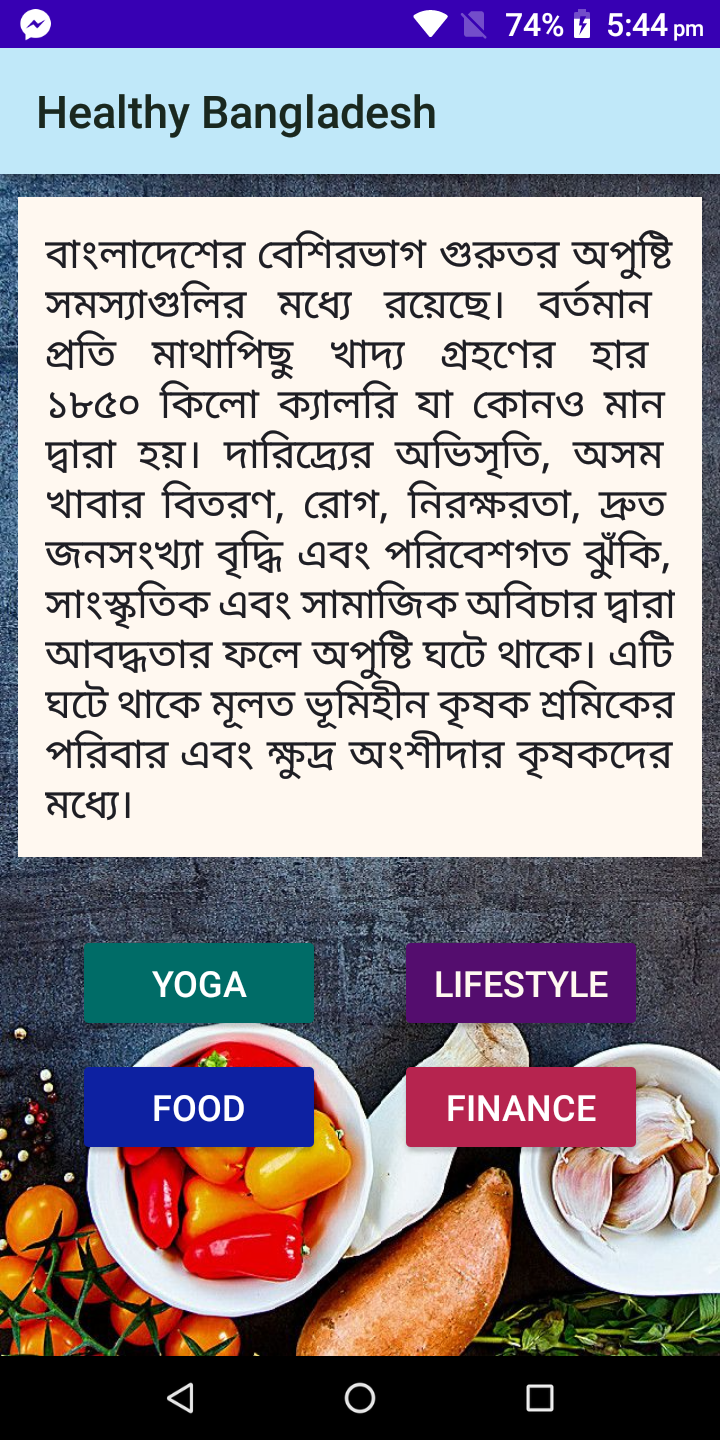 74% 5:44 pm
Healthy Bangladesh
বাংলাদেশের বেশিরভাগ গুরুতর অপুষ্টি
সমস্যাগুলির মধ্যে রয়েছে। বর্তমান
প্রতি মাথাপিছু খাদ্য গ্রহণের হার
১৮৫০ কিলো ক্যালরি যা কোনও মান
দ্বারা হয়। দারিদ্র্যের অভিসৃতি, অসম
খাবার বিতরণ, রোগ, নিরক্ষরতা, দ্রুত
জনসংখ্যা বৃদ্ধি এবং পরিবেশগত ঝুঁকি,
সাংস্কৃতিক এবং সামাজিক অবিচার দ্বারা
আবদ্ধতার ফলে অপুষ্টি ঘটে থাকে। এটি
ঘটে থাকে মূলত ভূমিহীন কৃষক শ্রমিকের
পরিবার এবং ক্ষুদ্র অংশীদার কৃষকদের
মধ্যে।
YOGA LIFESTYLE
FOOD FINANCE